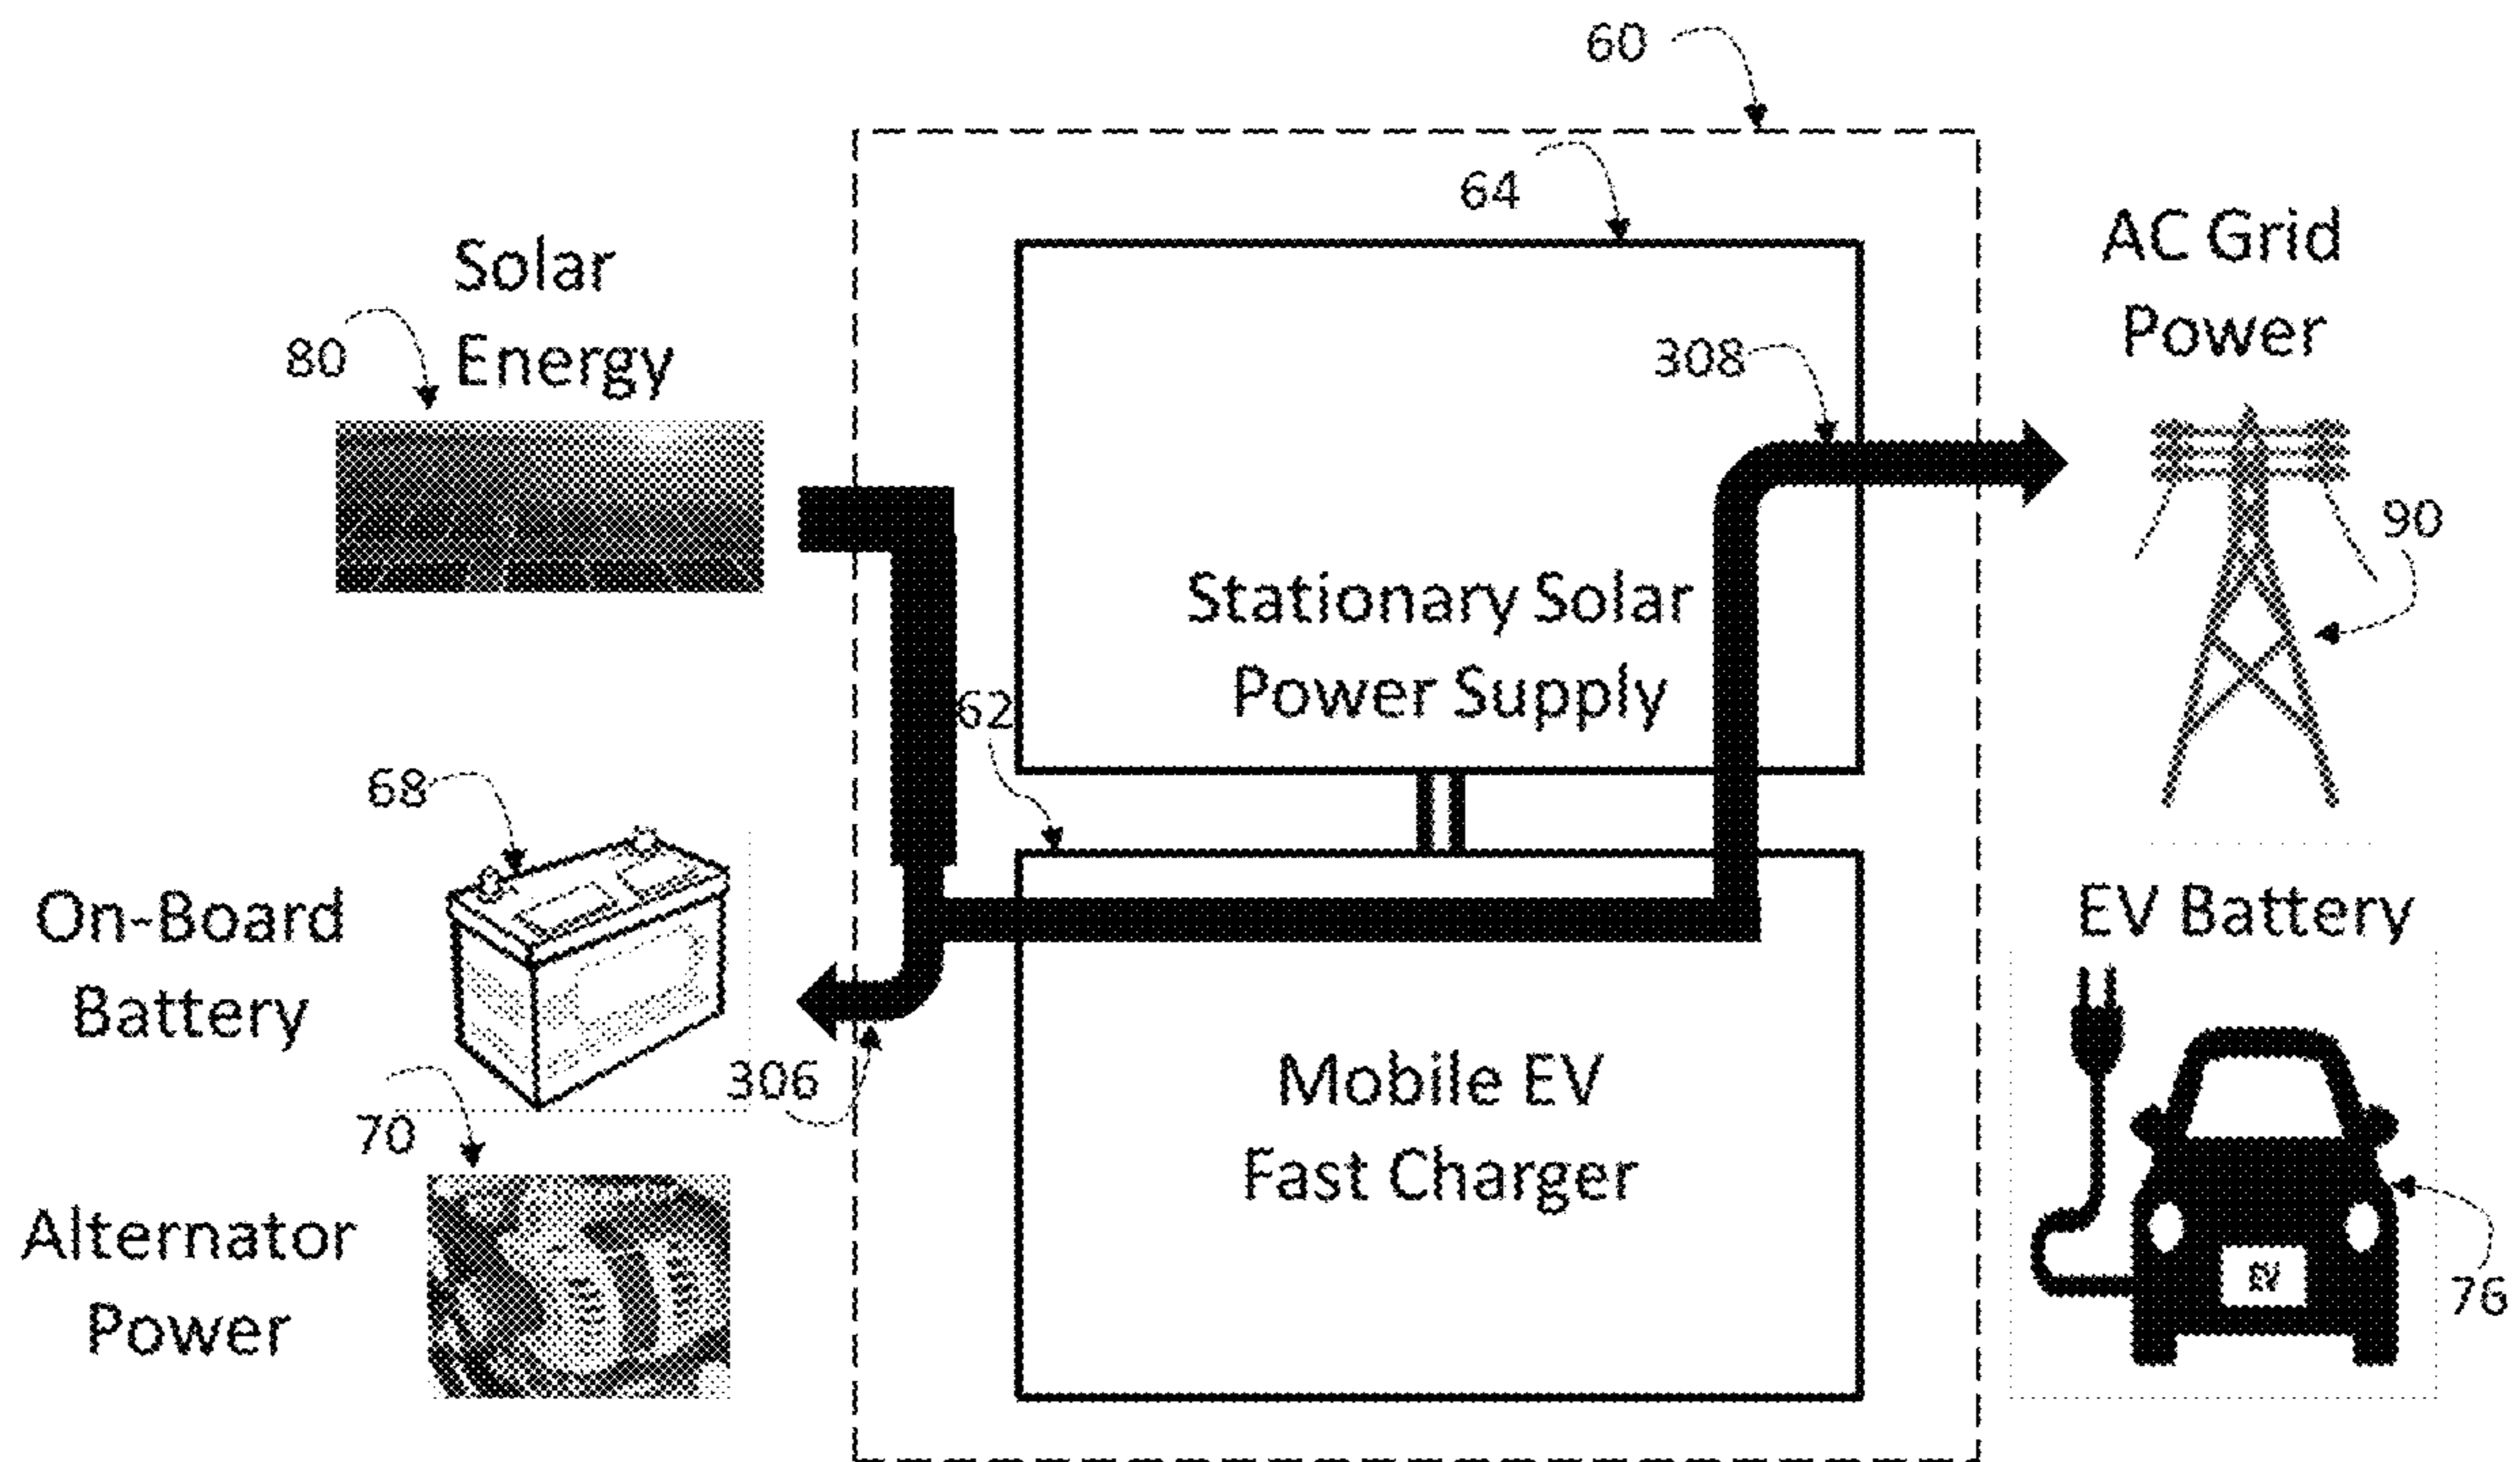 60
64
Solar
Energy
80
AC Grid
Power
308
90
Stationary Solar
Power Supply
62
68
On-Board
Battery
EV Battery
306
70
Mobile EV
Fast Charger
Alternator
Power
76